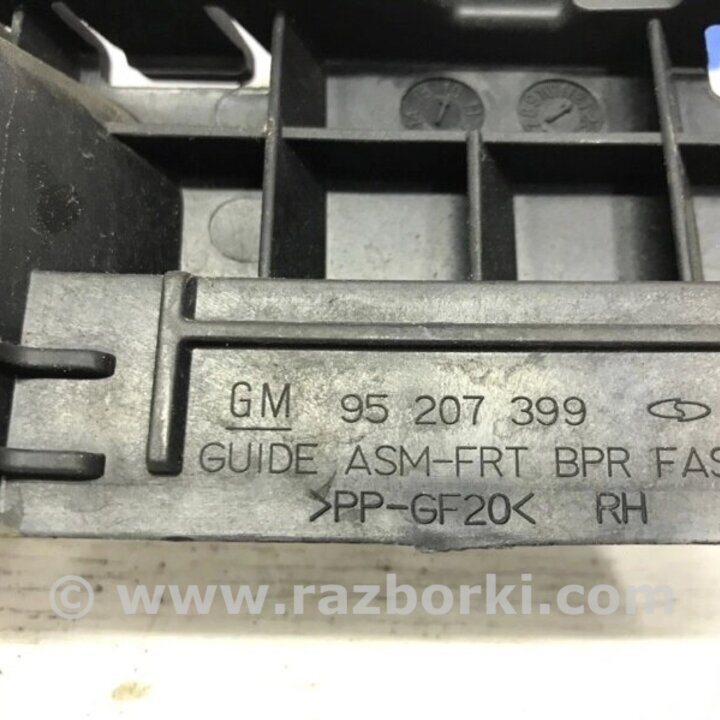 GM 95 207 399
GUIDE ASM-FRT BPR FAS
>PP-GF20< RH
© www.razborki.com